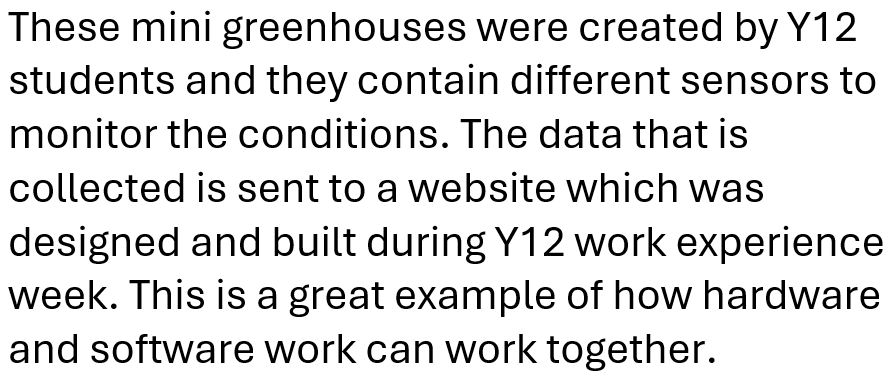 These mini greenhouses were created by Y12
students and they contain different sensors to
monitor the conditions. The data that is
collected is sent to a website which was
designed and built during Y12 work experience
week. This is a great example of how hardware
and software work can work together.